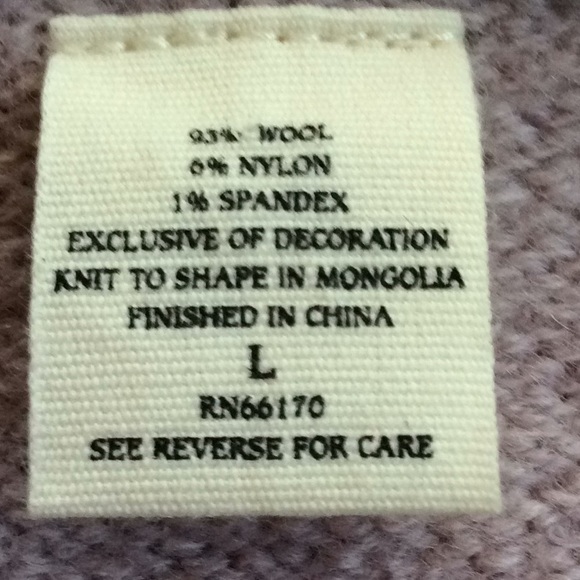 93% WOOL
6% NYLON
1% SPANDEX
EXCLUSIVE OF DECORATION
KNIT TO SHAPE IN MONGOLIA
FINISHED IN CHINA
L
RN66170
SEE REVERSE FOR CARE